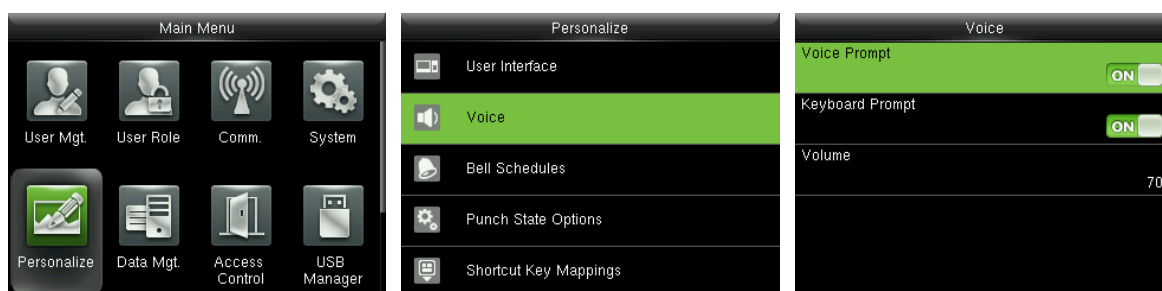 Main Menu
User Mgt.
User Role
Comm.
System
Personalize
Data Mgt.
Access
Control
USB
Manager
Personalize
User Interface
Voice
Bell Schedules
Punch State Options
Shortcut Key Mappings
Voice
Voice Prompt
ON
Keyboard Prompt
ON
Volume
70